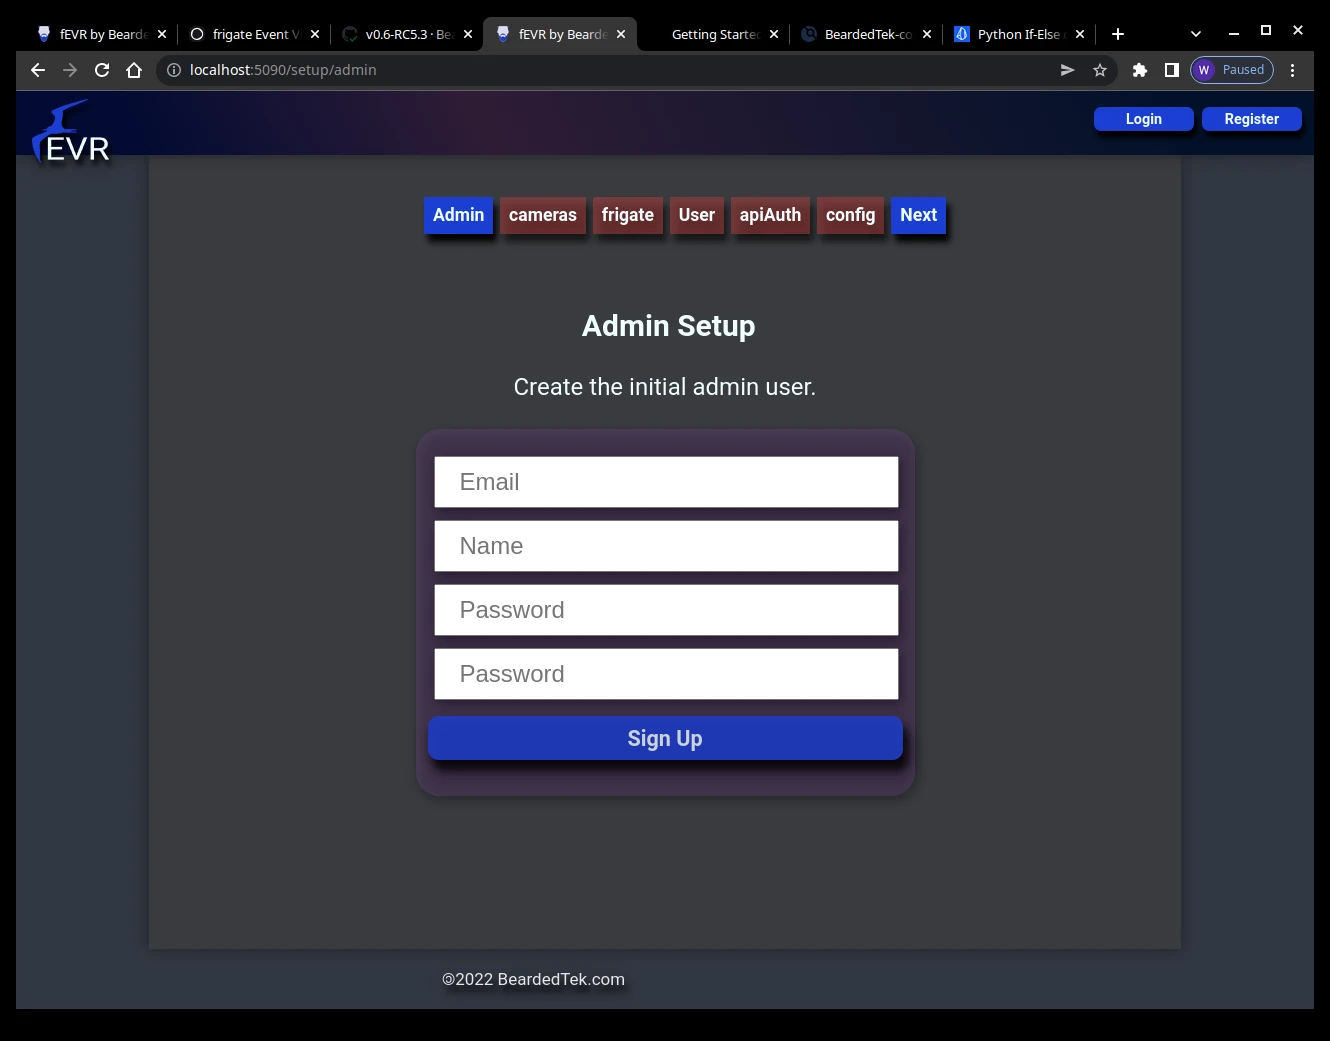 fEVR by Bearde
frigate Event V
v0.6-RC5.3 · Be
fEVR by Bearde
Getting Starte
BeardedTek-co
Python If-Else
localhost:5090/setup/admin
W
Paused
EVR
Login
Register
Admin
cameras
frigate
User
apiAuth
config
Next
Admin Setup
Create the initial admin user.
Email
Name
Password
Password
Sign Up
©2022 BeardedTek.com